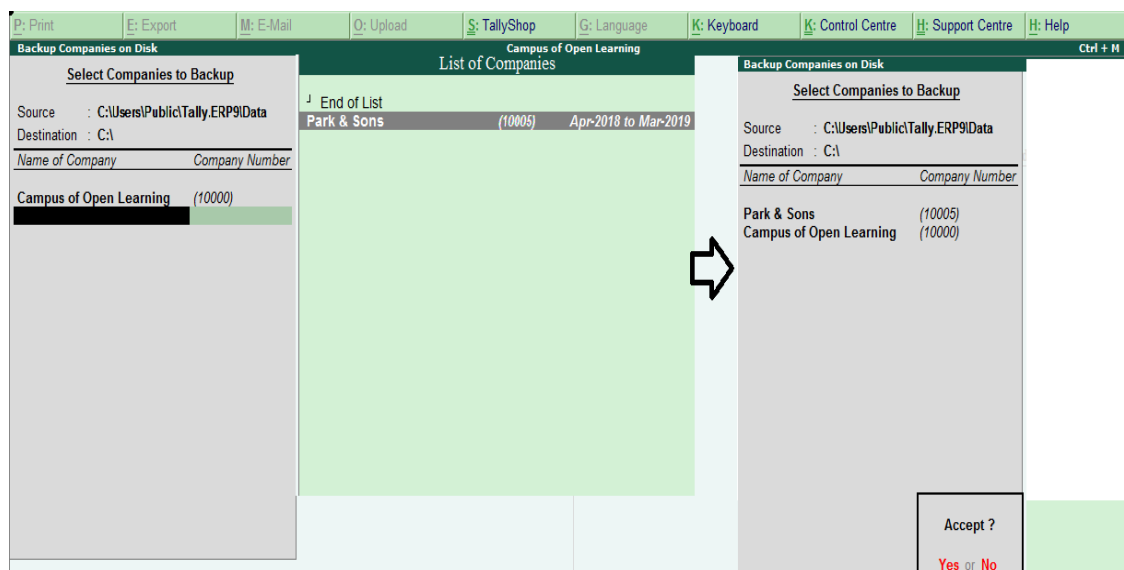 P: Print E: Export M: E-Mail O: Upload S: TallyShop G: Language K: Keyboard K: Control Centre H: Support Centre H: Help
Backup Companies on Disk
Select Companies to Backup
Source : C:\Users\Public\Tally.ERP9\Data
Destination : C:\
Name of Company Company Number
Campus of Open Learning (10000)
Campus of Open Learning
List of Companies
┘ End of List
Park & Sons (10005) Apr-2018 to Mar-2019
Ctrl + M
Backup Companies on Disk
Select Companies to Backup
Source : C:\Users\Public\Tally.ERP9\Data
Destination : C:\
Name of Company Company Number
Park & Sons (10005)
Campus of Open Learning (10000)
Accept ?
Yes or No